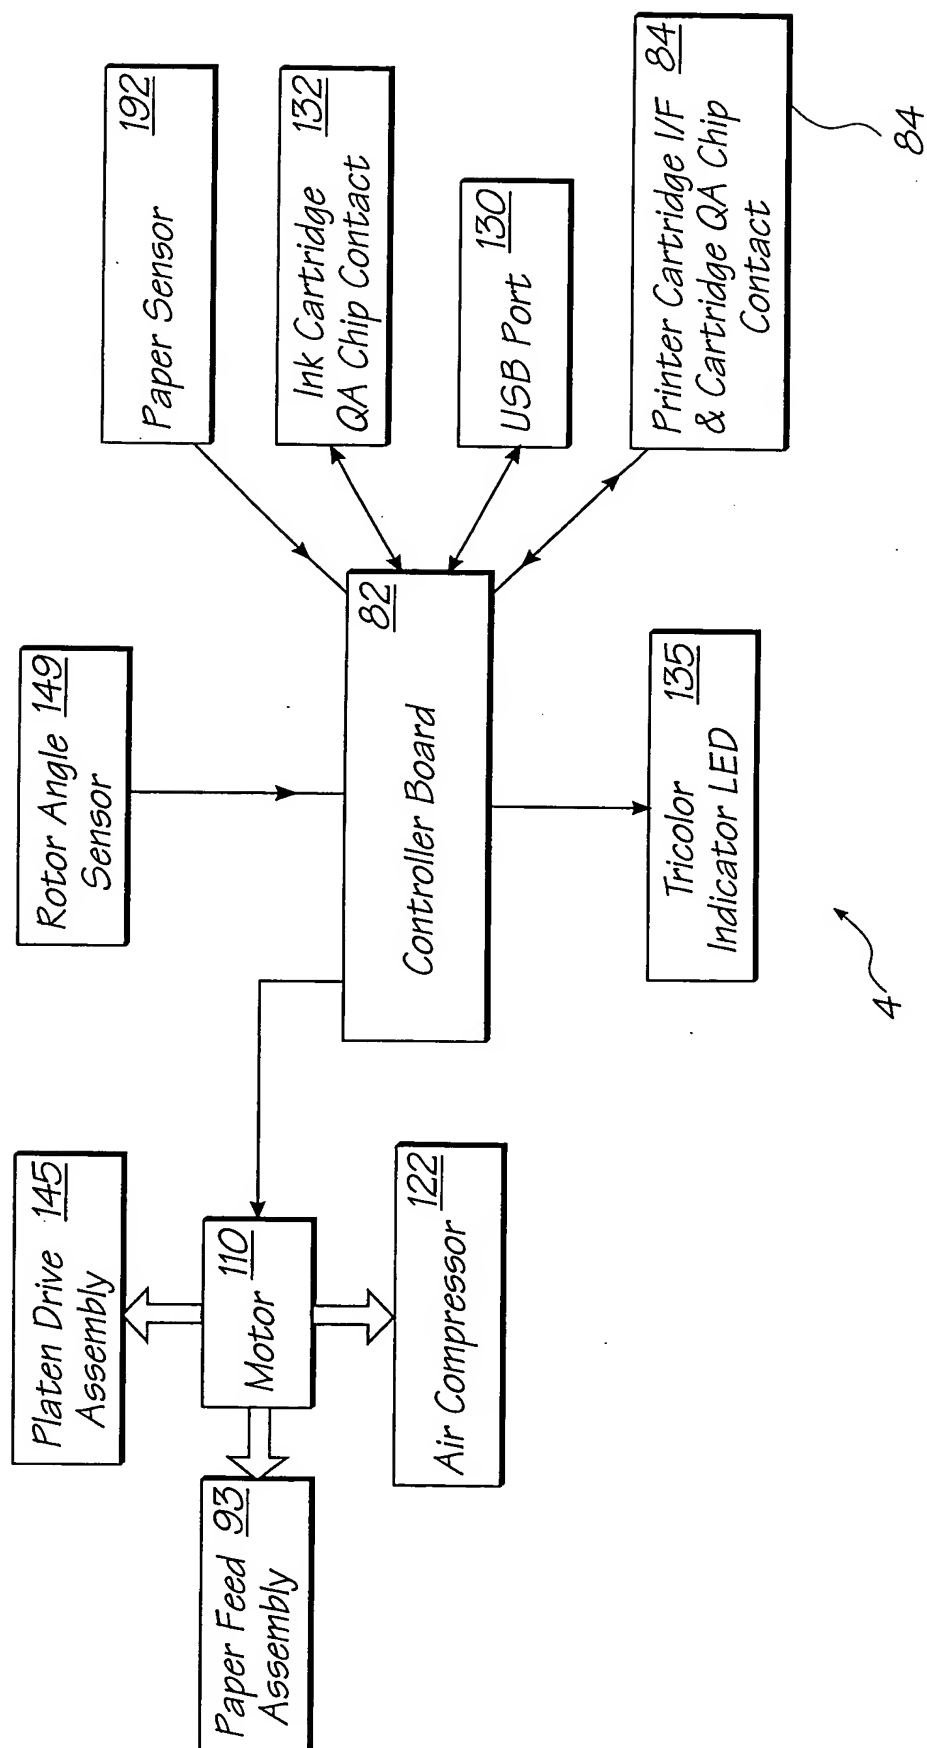 Paper Feed 93
Assembly
Platen Drive 145
Assembly
Motor 110
Air Compressor 122
Rotor Angle 149
Sensor
Controller Board 82
Tricolor 135
Indicator LED
Paper Sensor 192
Ink Cartridge 132
QA Chip Contact
USB Port 130
Printer Cartridge I/F 84
& Cartridge QA Chip
Contact
84
4